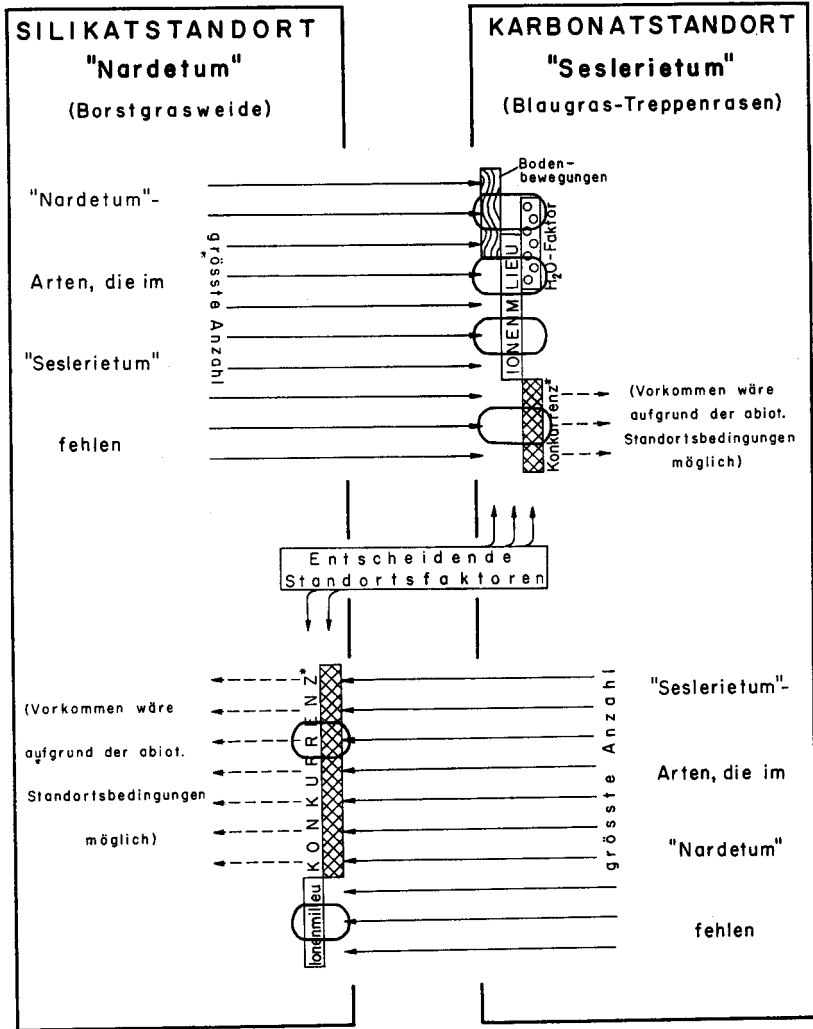 SILIKATSTANDORT
"Nardetum"
(Borstgrasweide)
KARBONATSTANDORT
"Seslerietum"
(Blaugras-Treppenrasen)
"Nardetum"-
Arten, die im
"Seslerietum"
fehlen
grösste Anzahl
Boden-
bewegungen
IONENMILIEU
H₂O-Faktor
Konkurrenz*
(Vorkommen wäre
aufgrund der abiot.
Standortsbedingungen
möglich)
Entscheidende
Standortsfaktoren
(Vorkommen wäre
aufgrund der abiot.
Standortsbedingungen
möglich)
KONKURRENZ*
Ionenmilieu
grösste Anzahl
"Seslerietum"-
Arten, die im
"Nardetum"
fehlen